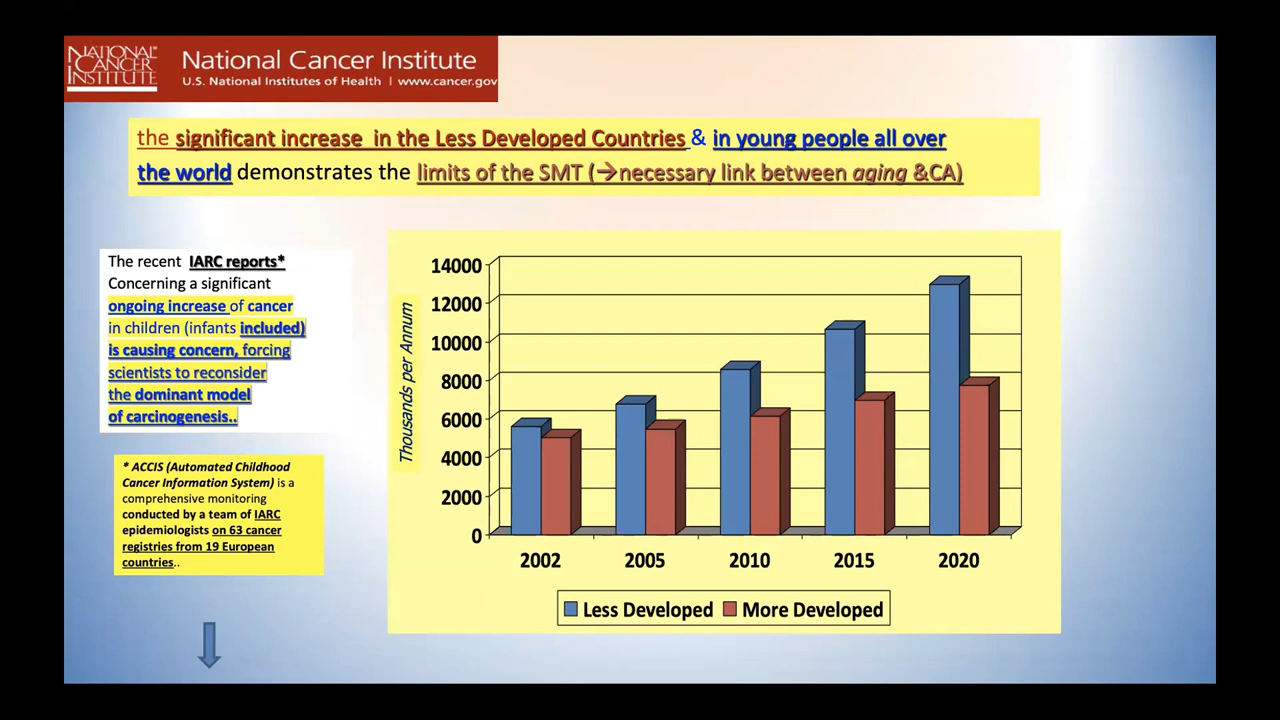 NATIONAL
CANCER
INSTITUTE
National Cancer Institute
U.S. National Institutes of Health | www.cancer.gov
the significant increase in the Less Developed Countries & in young people all over
the world demonstrates the limits of the SMT (→necessary link between aging &CA)
The recent IARC reports*
Concerning a significant
ongoing increase of cancer
in children (infants included)
is causing concern, forcing
scientists to reconsider
the dominant model
of carcinogenesis..
* ACCIS (Automated Childhood
Cancer Information System) is a
comprehensive monitoring
conducted by a team of IARC
epidemiologists on 63 cancer
registries from 19 European
countries..
Thousands per Annum
14000
12000
10000
8000
6000
4000
2000
0
2002 2005 2010 2015 2020
Less Developed More Developed